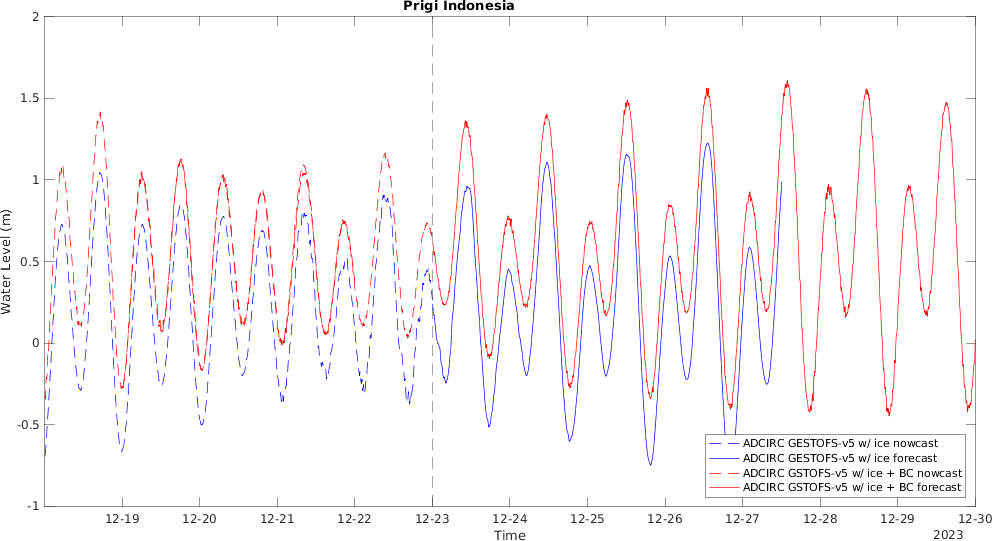 Prigi Indonesia
Water Level (m)
2
1.5
1
0.5
0
-0.5
-1
ADCIRC GESTOFS-v5 w/ ice nowcast
ADCIRC GESTOFS-v5 w/ ice forecast
ADCIRC GSTOFS-v5 w/ ice + BC nowcast
ADCIRC GSTOFS-v5 w/ ice + BC forecast
12-19 12-20 12-21 12-22 12-23 12-24 12-25 12-26 12-27 12-28 12-29 12-30
Time
2023